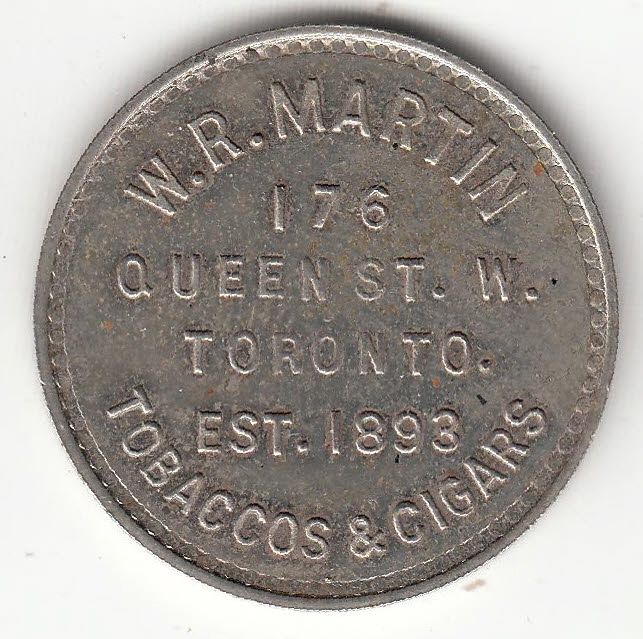 W.R. MARTIN
176
QUEEN ST. W.
TORONTO.
EST. 1893
TOBACCOS & CIGARS